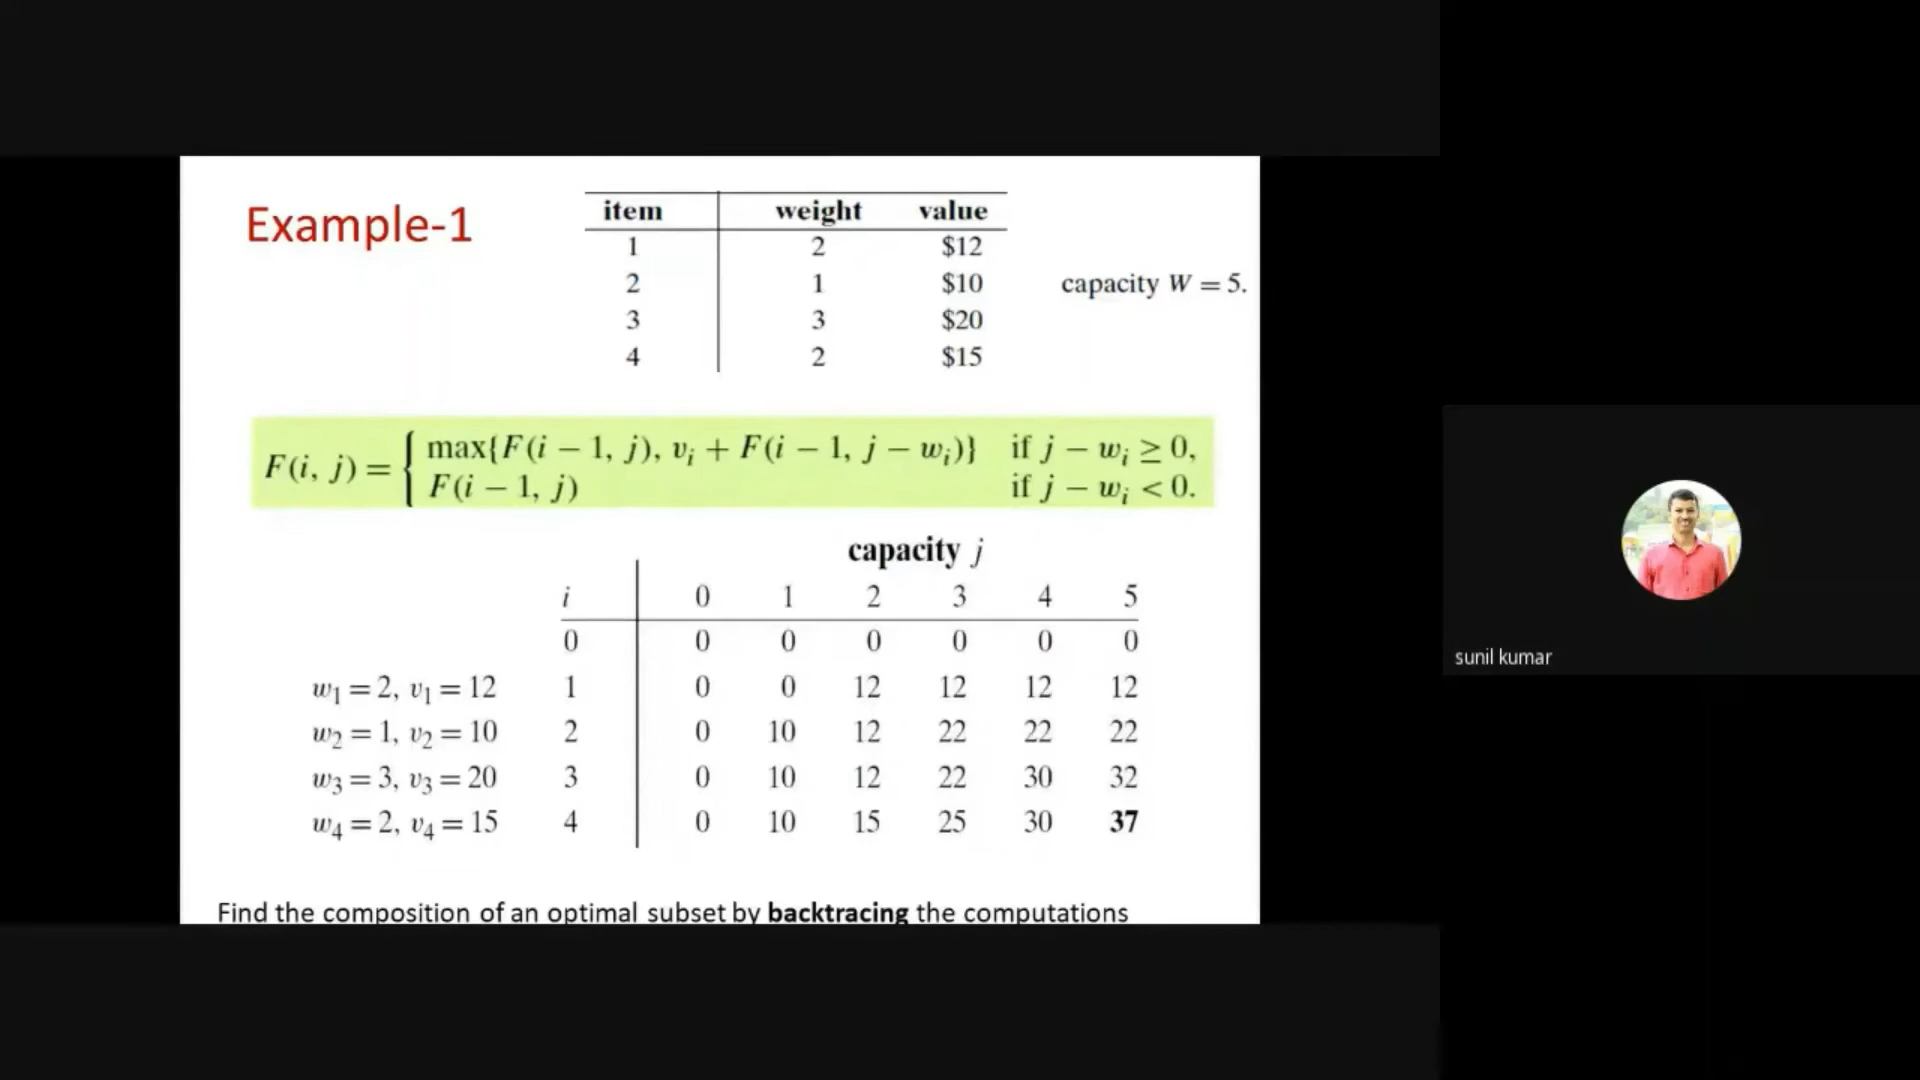 Example-1
item weight value
1 2 $12
2 1 $10
3 3 $20
4 2 $15
capacity W = 5.
F(i, j) = { max{F(i − 1, j), vᵢ + F(i − 1, j − wᵢ)} if j − wᵢ ≥ 0,
F(i − 1, j) if j − wᵢ < 0.
capacity j
i 0 1 2 3 4 5
0 0 0 0 0 0 0
w₁ = 2, v₁ = 12 1 0 0 12 12 12 12
w₂ = 1, v₂ = 10 2 0 10 12 22 22 22
w₃ = 3, v₃ = 20 3 0 10 12 22 30 32
w₄ = 2, v₄ = 15 4 0 10 15 25 30 37
Find the composition of an optimal subset by backtracing the computations
sunil kumar